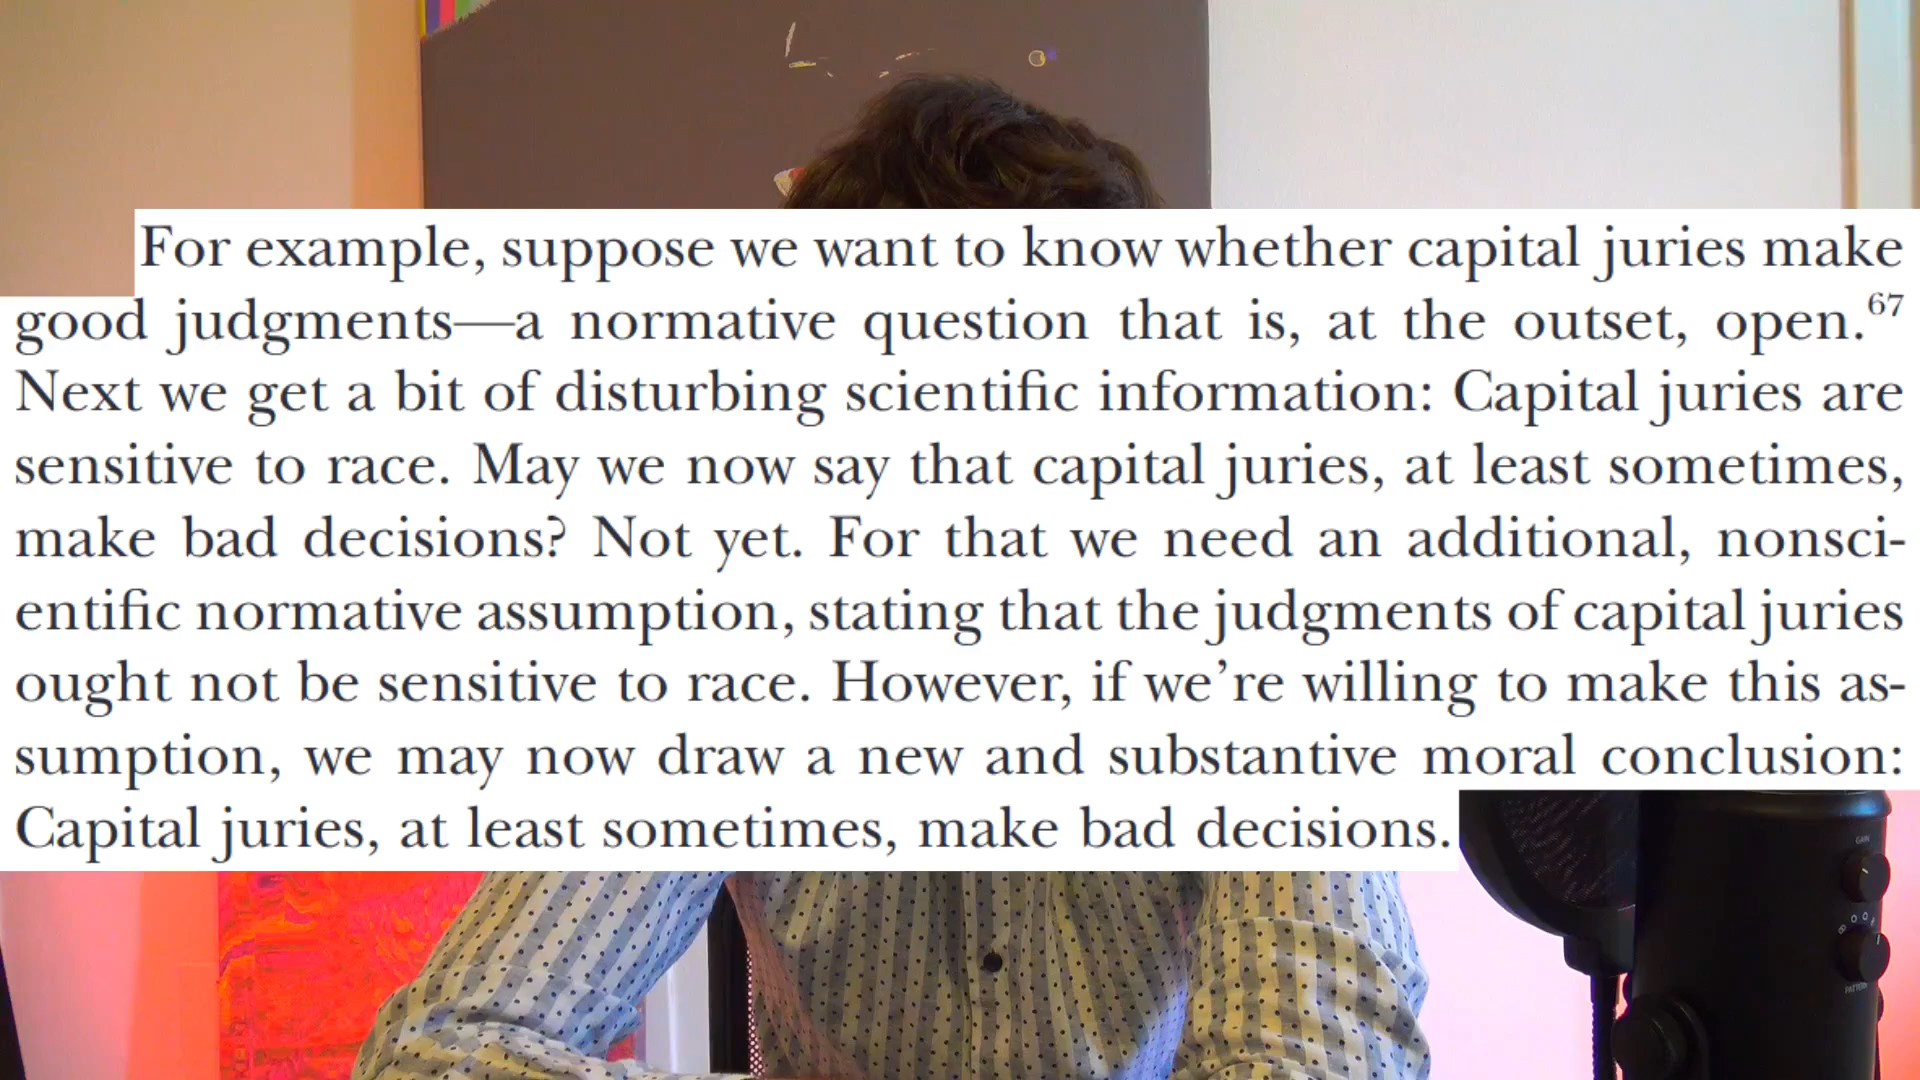 For example, suppose we want to know whether capital juries make
good judgments—a normative question that is, at the outset, open.67
Next we get a bit of disturbing scientific information: Capital juries are
sensitive to race. May we now say that capital juries, at least sometimes,
make bad decisions? Not yet. For that we need an additional, nonsci-
entific normative assumption, stating that the judgments of capital juries
ought not be sensitive to race. However, if we’re willing to make this as-
sumption, we may now draw a new and substantive moral conclusion:
Capital juries, at least sometimes, make bad decisions.
GAIN
PATTERN